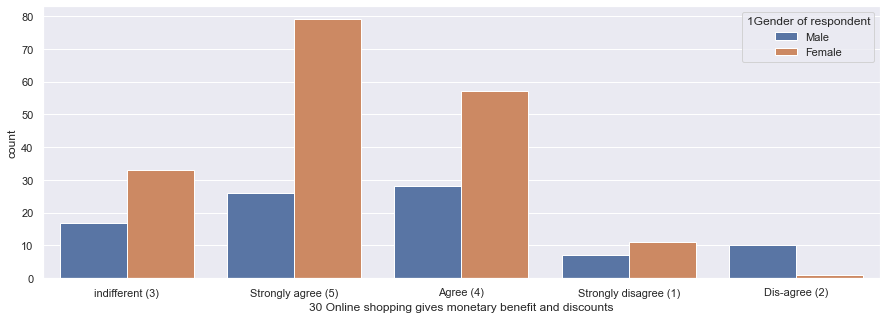 1Gender of respondent
Male
Female
count
80
70
60
50
40
30
20
10
0
indifferent (3) Strongly agree (5) Agree (4) Strongly disagree (1) Dis-agree (2)
30 Online shopping gives monetary benefit and discounts